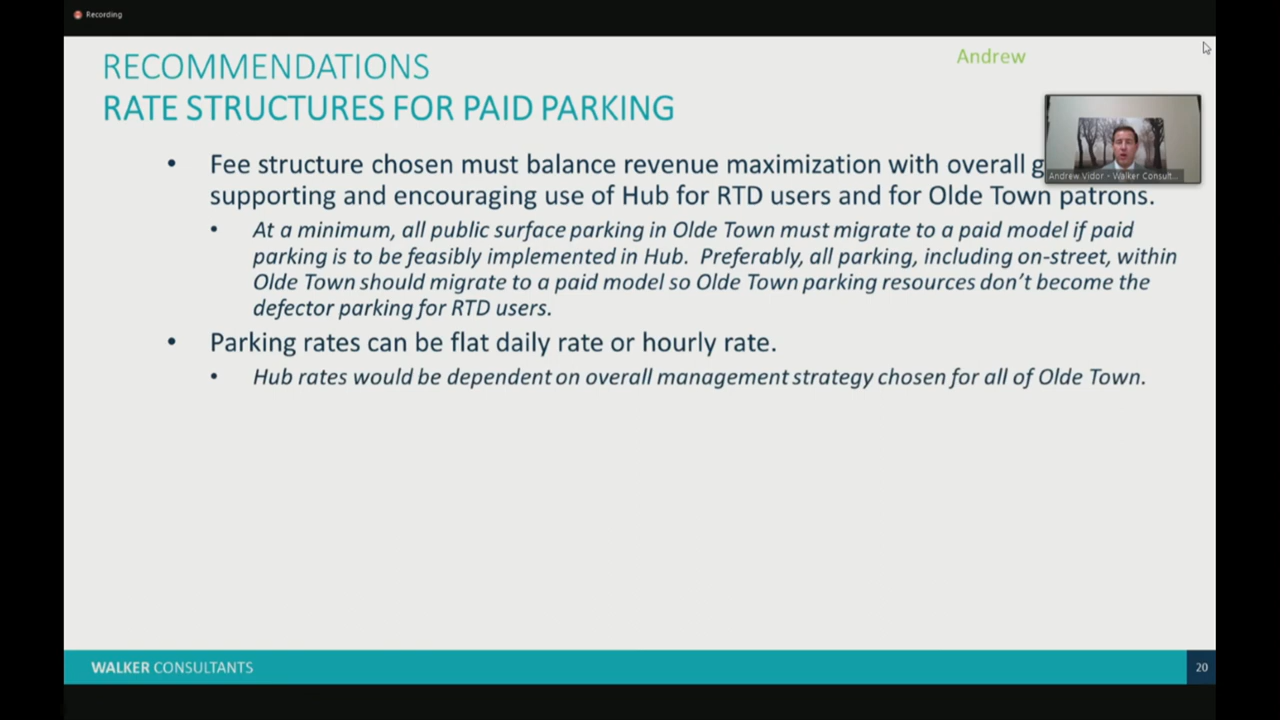 Recording
RECOMMENDATIONS
RATE STRUCTURES FOR PAID PARKING
Andrew
Andrew Vidor - Walker Consult...
• Fee structure chosen must balance revenue maximization with overall
supporting and encouraging use of Hub for RTD users and for Olde Town patrons.
• At a minimum, all public surface parking in Olde Town must migrate to a paid model if paid
parking is to be feasibly implemented in Hub. Preferably, all parking, including on-street, within
Olde Town should migrate to a paid model so Olde Town parking resources don't become the
defector parking for RTD users.
• Parking rates can be flat daily rate or hourly rate.
• Hub rates would be dependent on overall management strategy chosen for all of Olde Town.
WALKER CONSULTANTS
20